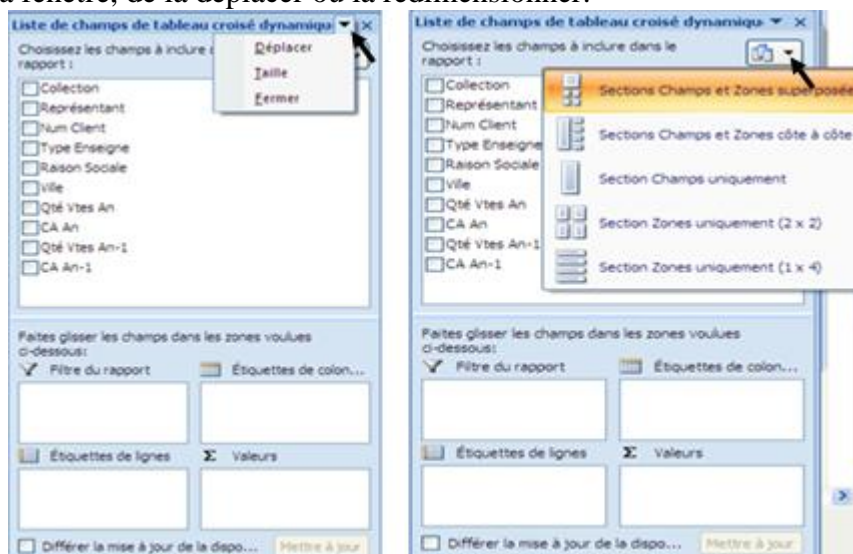 la fenêtre, de la déplacer ou la redimensionner.
Liste de champs de tableau croisé dynamiqu
Choisissez les champs à inclure
rapport :
Déplacer
Taille
Fermer
Collection
Représentant
Num Client
Type Enseigne
Raison Sociale
Ville
Qté Vtes An
CA An
Qté Vtes An-1
CA An-1
Faites glisser les champs dans les zones voulues
ci-dessous:
Filtre du rapport
Étiquettes de colon...
Étiquettes de lignes
Σ Valeurs
Différer la mise à jour de la dispo...
Mettre à jour
Liste de champs de tableau croisé dynamiqu
Choisissez les champs à inclure dans le
rapport :
Collection
Représentant
Num Client
Type Enseigne
Raison Sociale
Ville
Qté Vtes An
CA An
Qté Vtes An-1
CA An-1
Sections Champs et Zones superposée
Sections Champs et Zones côte à côte
Section Champs uniquement
Section Zones uniquement (2 x 2)
Section Zones uniquement (1 x 4)
Faites glisser les champs dans les zones voulues
ci-dessous:
Filtre du rapport
Étiquettes de colon...
Étiquettes de lignes
Σ Valeurs
Différer la mise à jour de la dispo...
Mettre à jour